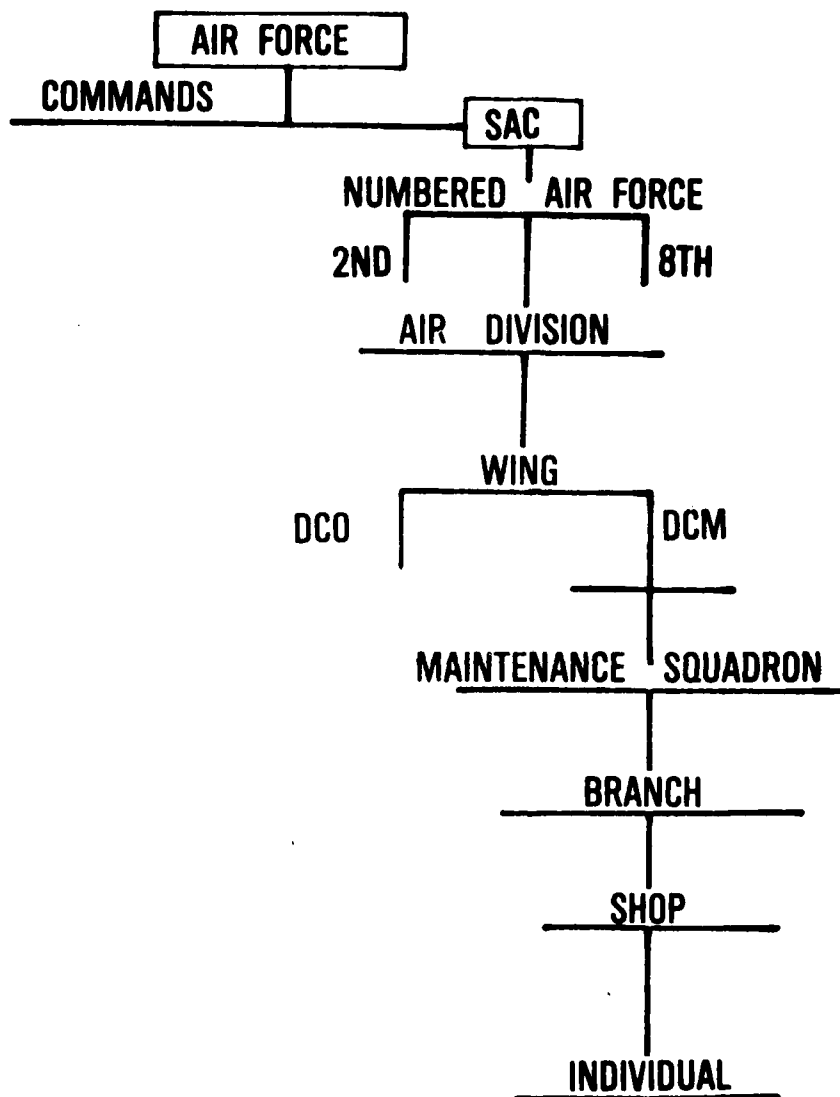 AIR FORCE
COMMANDS
SAC
NUMBERED AIR FORCE
2ND 8TH
AIR DIVISION
WING
DCO DCM
MAINTENANCE SQUADRON
BRANCH
SHOP
INDIVIDUAL